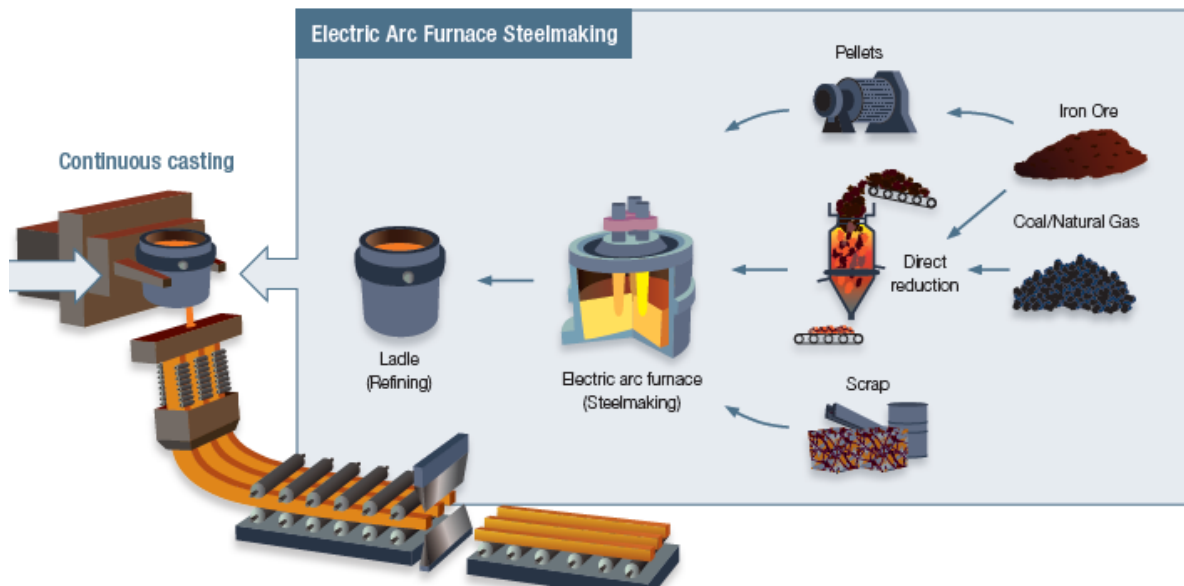 Electric Arc Furnace Steelmaking
Pellets
Iron Ore
Continuous casting
Coal/Natural Gas
Direct
reduction
Ladle
(Refining)
Electric arc furnace
(Steelmaking)
Scrap